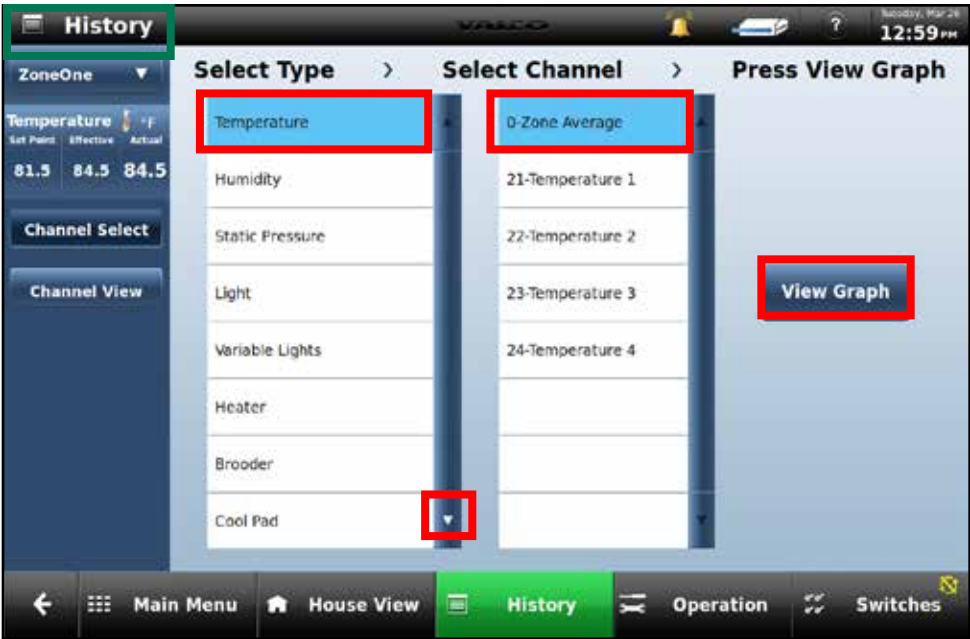 History
VALCO
?
Tuesday, Mar 26
12:59 PM
ZoneOne
Temperature °F
Set Point Effective Actual
81.5 84.5 84.5
Channel Select
Channel View
Select Type > Select Channel > Press View Graph
Temperature
Humidity
Static Pressure
Light
Variable Lights
Heater
Brooder
Cool Pad
0-Zone Average
21-Temperature 1
22-Temperature 2
23-Temperature 3
24-Temperature 4
View Graph
Main Menu
House View
History
Operation
Switches